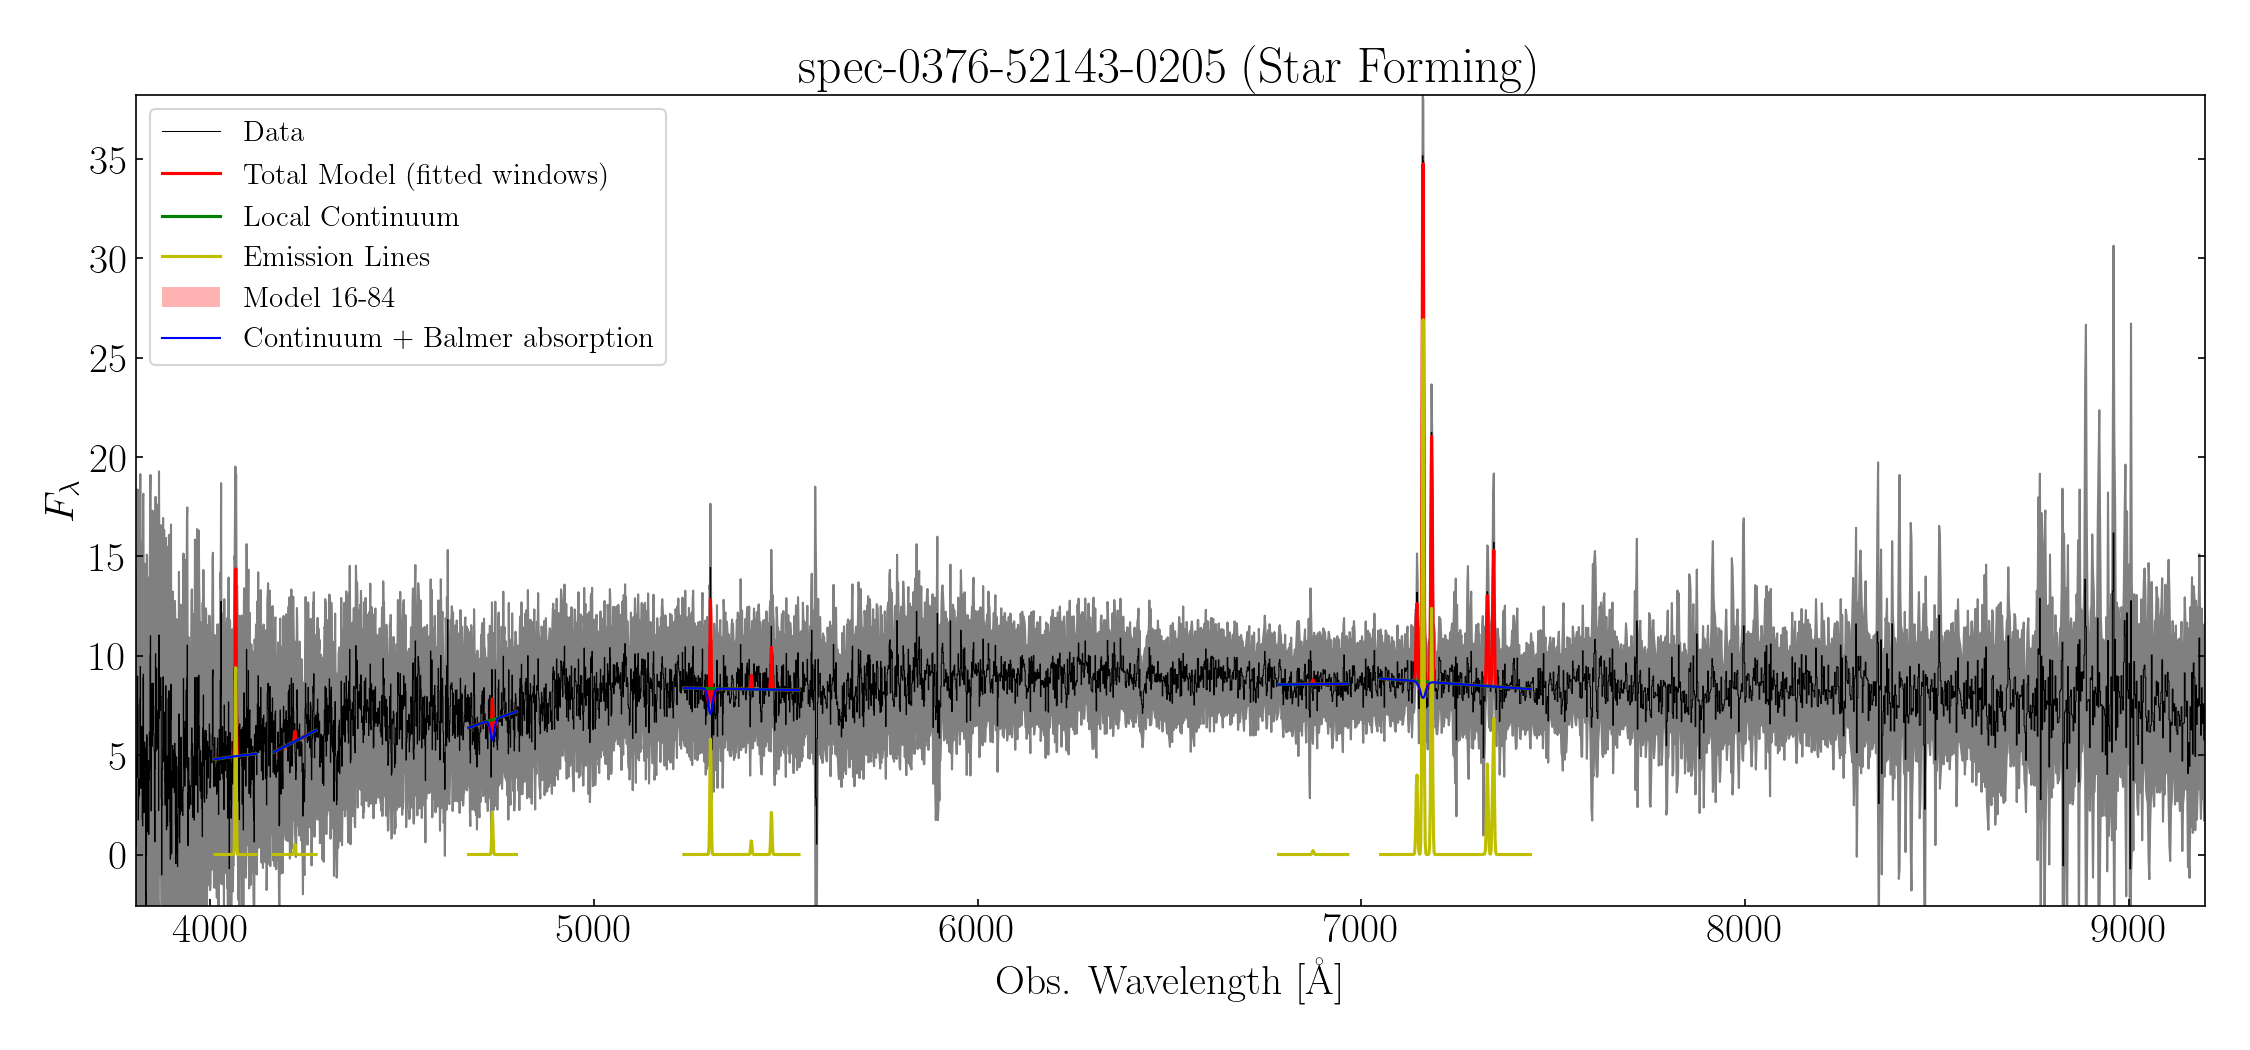 spec-0376-52143-0205 (Star Forming)
Data
Total Model (fitted windows)
Local Continuum
Emission Lines
Model 16-84
Continuum + Balmer absorption
35
30
25
20
15
10
5
0
Fλ
4000 5000 6000 7000 8000 9000
Obs. Wavelength [Å]